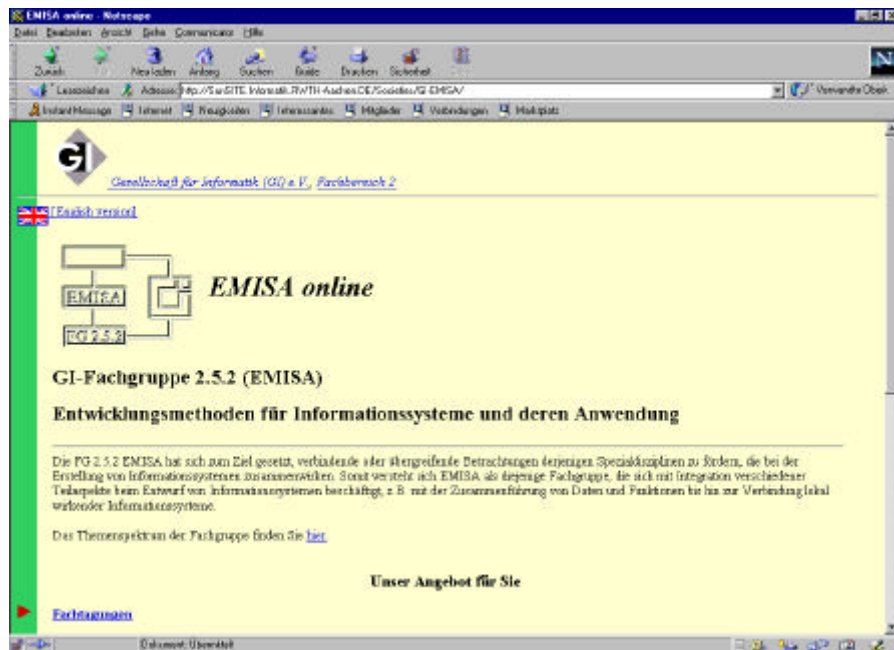 EMISA online - Netscape
Datei Bearbeiten Ansicht Gehe Communicator Hilfe
Zurück Neu laden Anfang Suchen Guide Drucken Sicherheit
Lesezeichen Adresse: http://SunSITE.Informatik.RWTH-Aachen.DE/Societies/GI-EMISA/ Verwandte Objek
Instant Message Internet Neuigkeiten Interessantes Mitglieder Verbindungen Marktplatz
GI
Gesellschaft für Informatik (GI) e.V., Fachbereich 2
[English version]
EMISA
FG 2.5.2
EMISA online
GI-Fachgruppe 2.5.2 (EMISA)
Entwicklungsmethoden für Informationssysteme und deren Anwendung
Die FG 2.5.2 EMISA hat sich zum Ziel gesetzt, verbindende oder übergreifende Betrachtungen derjenigen Spezialdisziplinen zu fördern, die bei der
Erstellung von Informationssystemen zusammenwirken. Somit versteht sich EMISA als diejenige Fachgruppe, die sich mit Integration verschiedener
Teilaspekte beim Entwurf von Informationssystemen beschäftigt, z.B. mit der Zusammenführung von Daten und Funktionen bis hin zur Verbindung lokal
wirkender Informationssysteme.
Das Themenspektrum der Fachgruppe finden Sie hier.
Unser Angebot für Sie
Fachtagungen
Dokument: Übermittelt